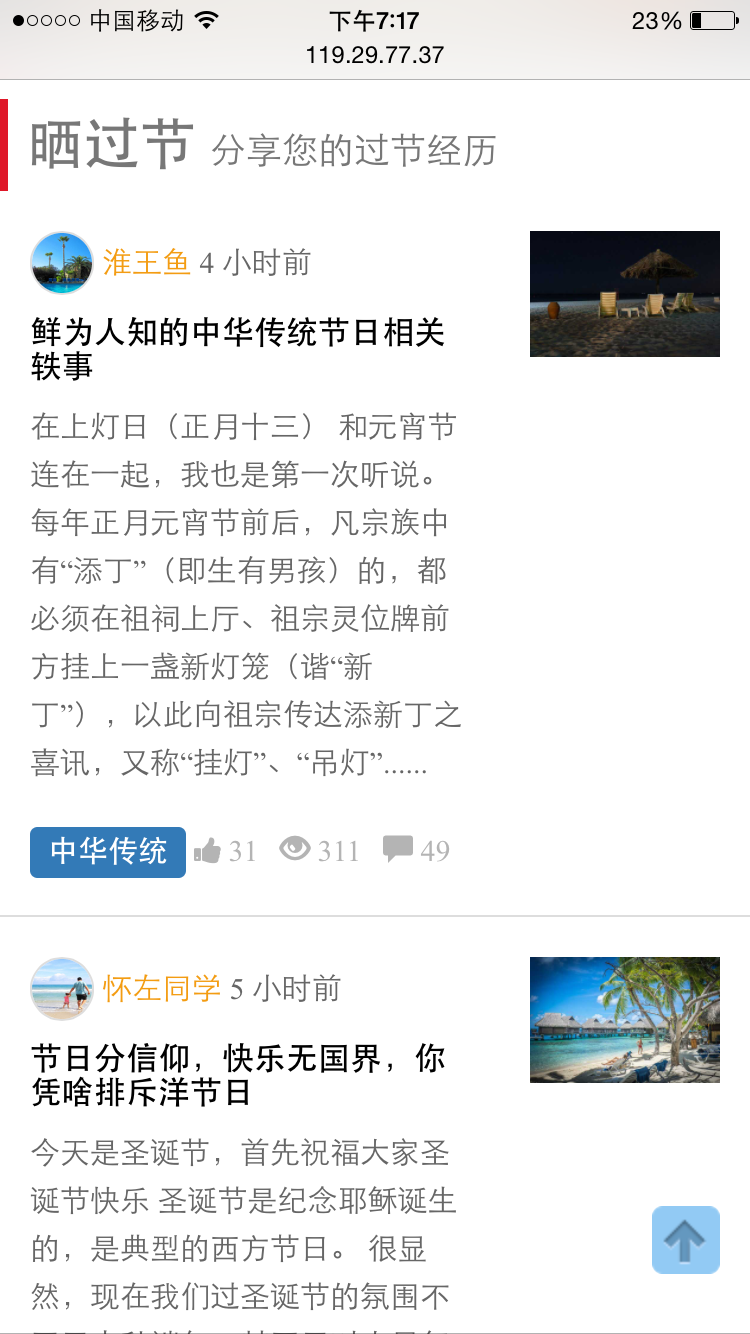 中国移动 下午7:17 23%
119.29.77.37
晒过节 分享您的过节经历
淮王鱼 4 小时前
鲜为人知的中华传统节日相关
轶事
在上灯日（正月十三） 和元宵节
连在一起，我也是第一次听说。
每年正月元宵节前后，凡宗族中
有“添丁”（即生有男孩）的，都
必须在祖祠上厅、祖宗灵位牌前
方挂上一盏新灯笼（谐“新
丁”），以此向祖宗传达添新丁之
喜讯，又称“挂灯”、“吊灯”......
中华传统 31 311 49
怀左同学 5 小时前
节日分信仰，快乐无国界，你
凭啥排斥洋节日
今天是圣诞节，首先祝福大家圣
诞节快乐 圣诞节是纪念耶稣诞生
的，是典型的西方节日。 很显
然，现在我们过圣诞节的氛围不